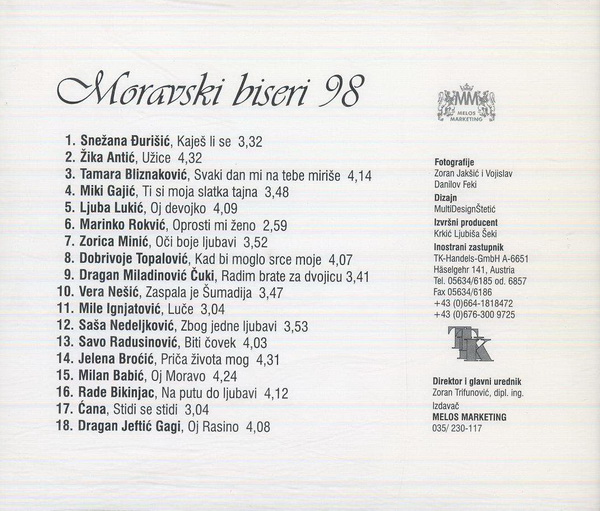 Moravski biseri 98
1. Snežana Đurišić, Kaješ li se 3,32
2. Žika Antić, Užice 4,32
3. Tamara Bliznaković, Svaki dan mi na tebe miriše 4,14
4. Miki Gajić, Ti si moja slatka tajna 3,48
5. Ljuba Lukić, Oj devojko 4,09
6. Marinko Rokvić, Oprosti mi ženo 2,59
7. Zorica Minić, Oči boje ljubavi 3,52
8. Dobrivoje Topalović, Kad bi moglo srce moje 4,07
9. Dragan Miladinović Čuki, Radim brate za dvojicu 3,41
10. Vera Nešić, Zaspala je Šumadija 3,47
11. Mile Ignjatović, Luče 3,04
12. Saša Nedeljković, Zbog jedne ljubavi 3,53
13. Savo Radusinović, Biti čovek 4,03
14. Jelena Broćić, Priča života mog 4,31
15. Milan Babić, Oj Moravo 4,24
16. Rade Bikinjac, Na putu do ljubavi 4,12
17. Ćana, Stidi se stidi 3,04
18. Dragan Jeftić Gagi, Oj Rasino 4,08
MM
MELOS
MARKETING
Fotografije
Zoran Jakšić i Vojislav
Danilov Feki
Dizajn
MultiDesignŠtetić
Izvršni producent
Krkić Ljubiša Šeki
Inostrani zastupnik
TK-Handels-GmbH A-6651
Häselgehr 141, Austria
Tel. 05634/6185 od. 6857
Fax 05634/6186
+43 (0)664-1818472
+43 (0)676-300 9725
TK
Direktor i glavni urednik
Zoran Trifunović, dipl. ing.
Izdavač
MELOS MARKETING
035/ 230-117